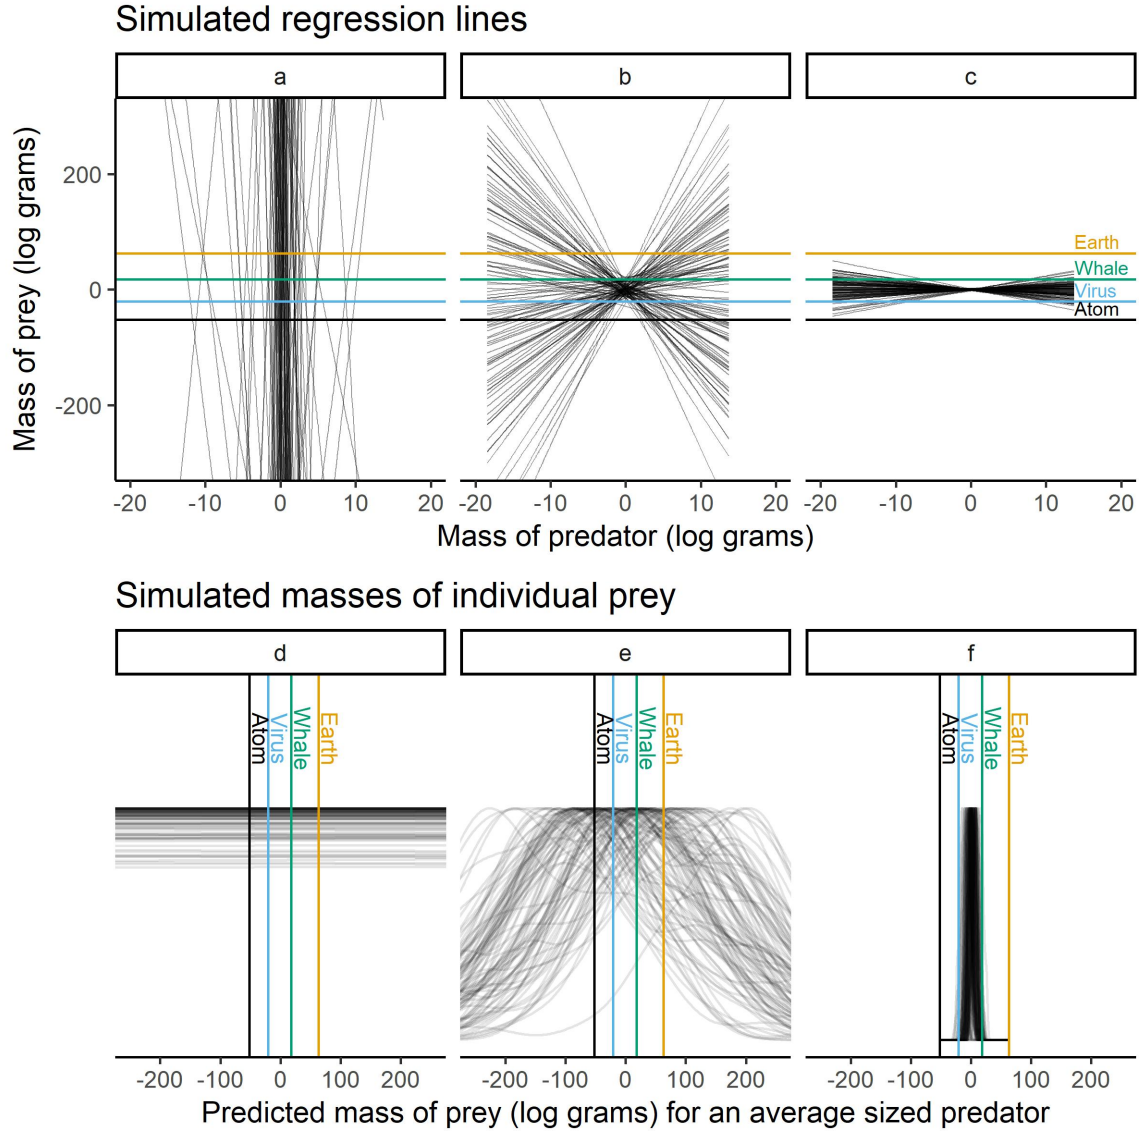 Simulated regression lines
a b c
Mass of prey (log grams)
200
0
-200
Earth
Whale
Virus
Atom
-20 -10 0 10 20 -20 -10 0 10 20 -20 -10 0 10 20
Mass of predator (log grams)
Simulated masses of individual prey
d e f
Atom Virus Whale Earth Atom Virus Whale Earth Atom Virus Whale Earth
-200 -100 0 100 200 -200 -100 0 100 200 -200 -100 0 100 200
Predicted mass of prey (log grams) for an average sized predator